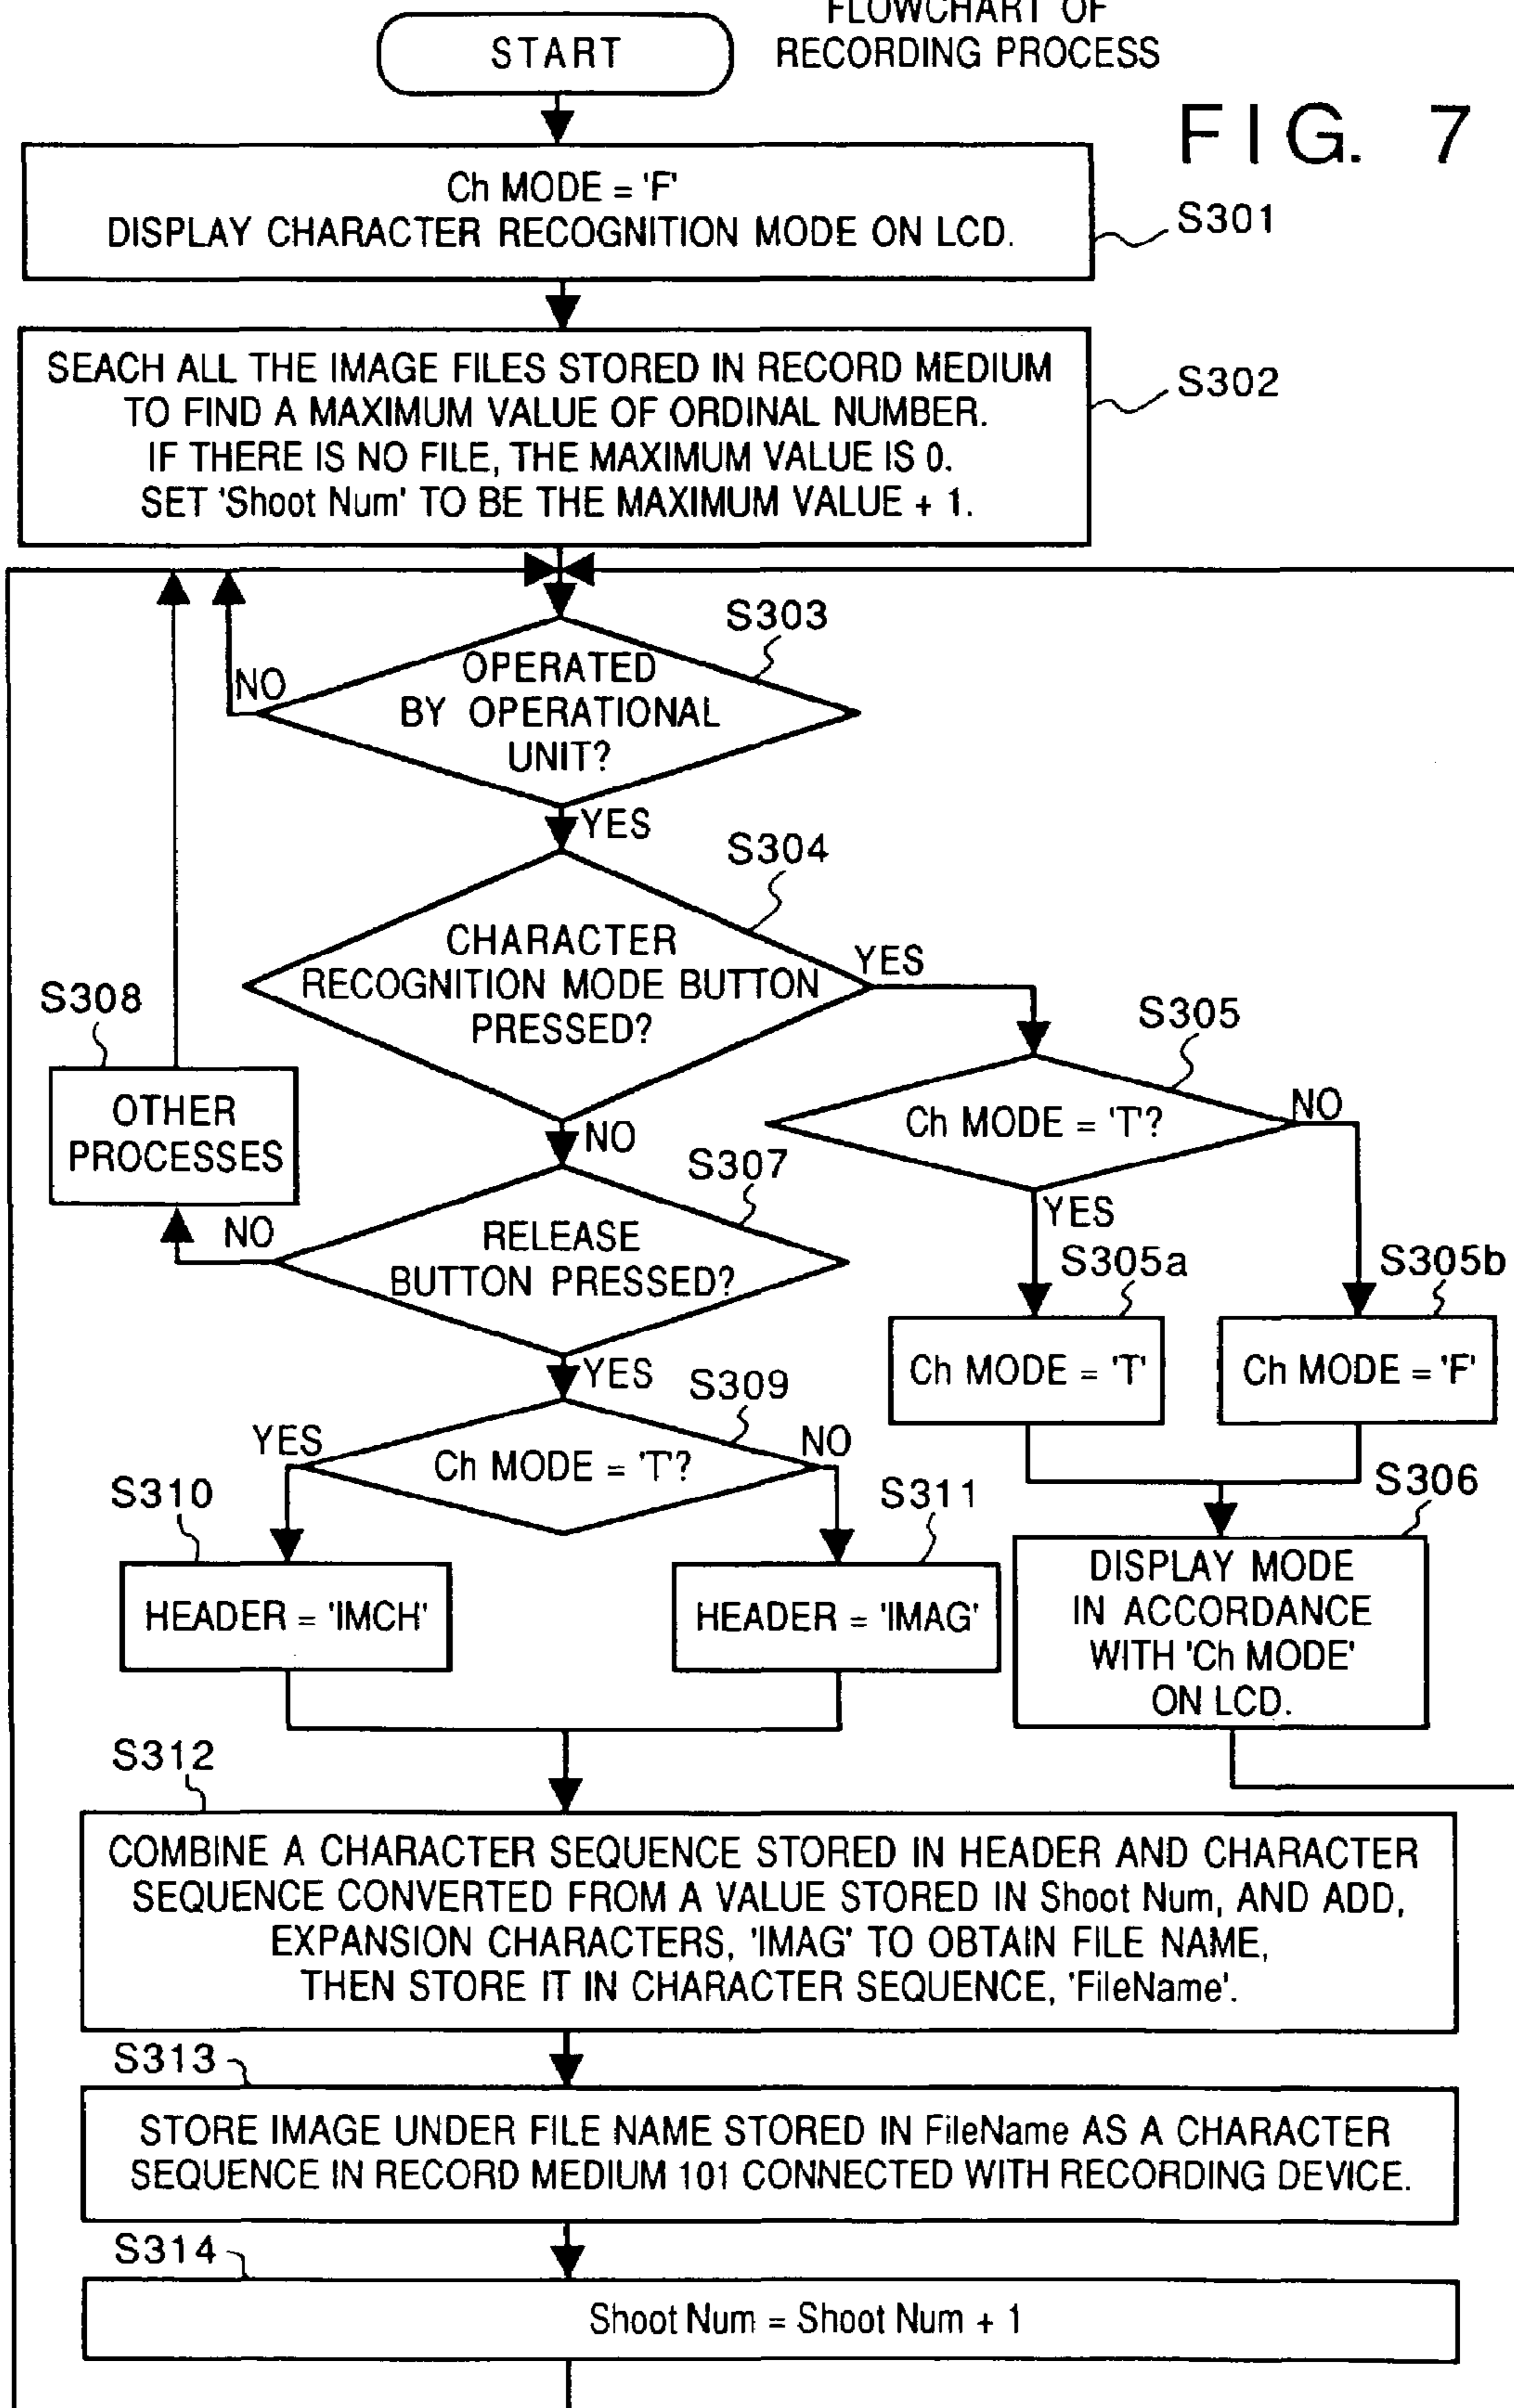 FLOWCHART OF
RECORDING PROCESS
FIG. 7
START
Ch MODE = 'F'
DISPLAY CHARACTER RECOGNITION MODE ON LCD.
S301
SEACH ALL THE IMAGE FILES STORED IN RECORD MEDIUM
TO FIND A MAXIMUM VALUE OF ORDINAL NUMBER.
IF THERE IS NO FILE, THE MAXIMUM VALUE IS 0.
SET 'Shoot Num' TO BE THE MAXIMUM VALUE + 1.
S302
S303
OPERATED
BY OPERATIONAL
UNIT?
NO
YES
S304
CHARACTER
RECOGNITION MODE BUTTON
PRESSED?
YES
NO
S305
Ch MODE = 'T'?
NO
YES
S305a
Ch MODE = 'T'
S305b
Ch MODE = 'F'
S306
DISPLAY MODE
IN ACCORDANCE
WITH 'Ch MODE'
ON LCD.
S307
RELEASE
BUTTON PRESSED?
NO
YES
S308
OTHER
PROCESSES
S309
Ch MODE = 'T'?
YES
NO
S310
HEADER = 'IMCH'
S311
HEADER = 'IMAG'
S312
COMBINE A CHARACTER SEQUENCE STORED IN HEADER AND CHARACTER
SEQUENCE CONVERTED FROM A VALUE STORED IN Shoot Num, AND ADD,
EXPANSION CHARACTERS, 'IMAG' TO OBTAIN FILE NAME,
THEN STORE IT IN CHARACTER SEQUENCE, 'FileName'.
S313
STORE IMAGE UNDER FILE NAME STORED IN FileName AS A CHARACTER
SEQUENCE IN RECORD MEDIUM 101 CONNECTED WITH RECORDING DEVICE.
S314
Shoot Num = Shoot Num + 1